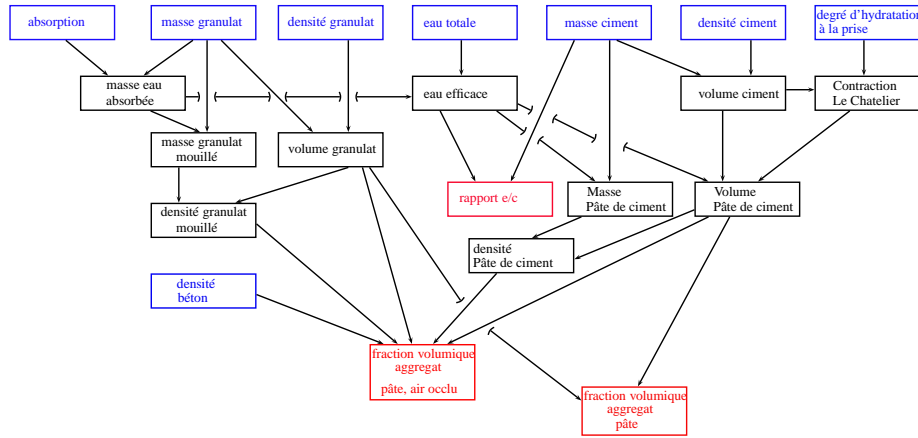 absorption
masse granulat
densité granulat
eau totale
masse ciment
densité ciment
degré d'hydratation
à la prise
masse eau
absorbée
eau efficace
volume ciment
Contraction
Le Chatelier
masse granulat
mouillé
volume granulat
densité granulat
mouillé
rapport e/c
Masse
Pâte de ciment
Volume
Pâte de ciment
densité
Pâte de ciment
densité
béton
fraction volumique
aggregat
pâte, air occlu
fraction volumique
aggregat
pâte